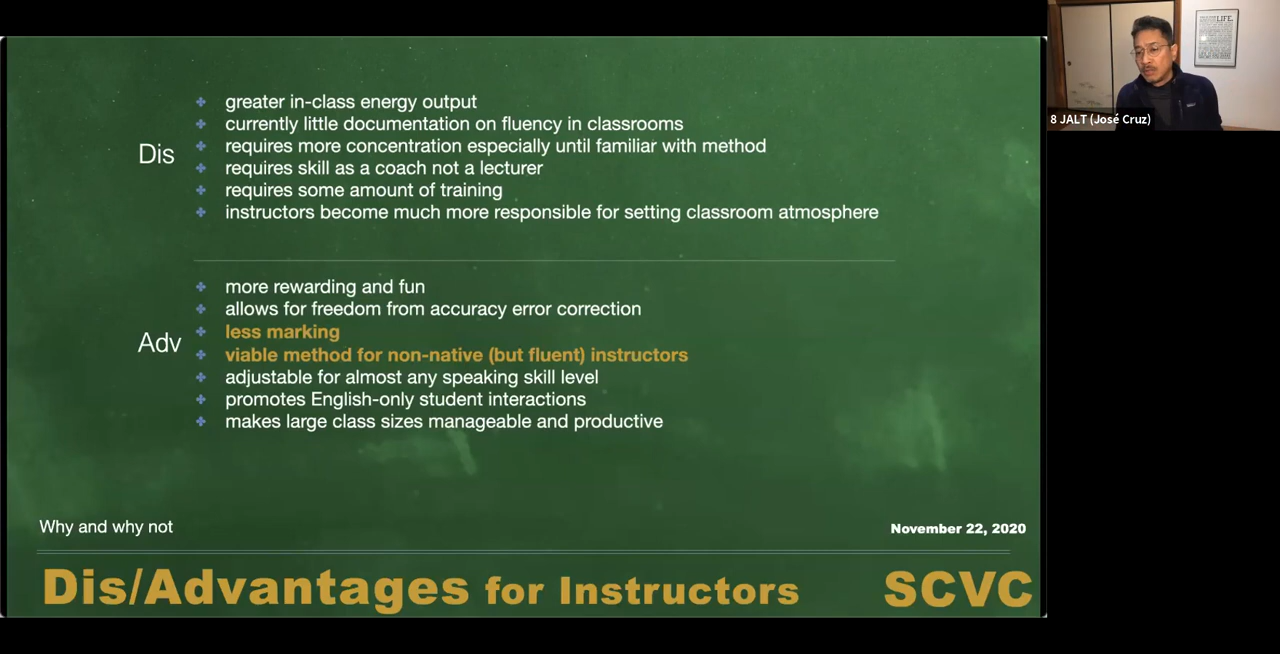 greater in-class energy output
currently little documentation on fluency in classrooms
requires more concentration especially until familiar with method
Dis
requires skill as a coach not a lecturer
requires some amount of training
instructors become much more responsible for setting classroom atmosphere
more rewarding and fun
allows for freedom from accuracy error correction
less marking
Adv
viable method for non-native (but fluent) instructors
adjustable for almost any speaking skill level
promotes English-only student interactions
makes large class sizes manageable and productive
Why and why not
November 22, 2020
Dis/Advantages for Instructors
SCVC
LIFE.
8 JALT (José Cruz)